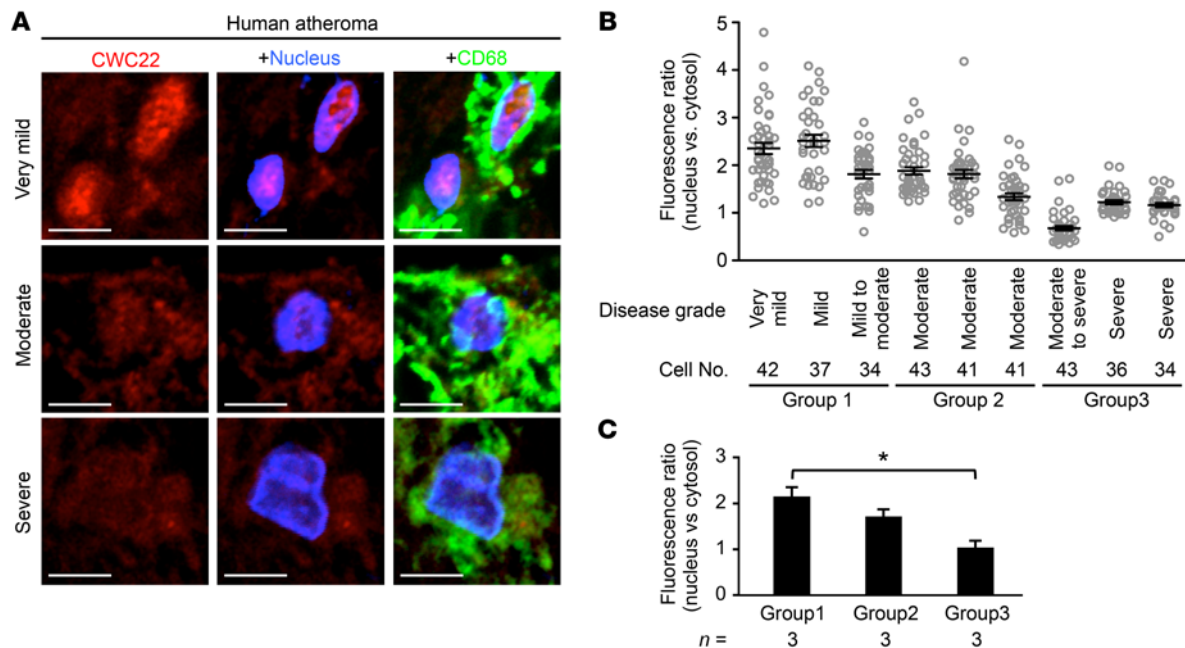 A
Human atheroma
CWC22 +Nucleus +CD68
Very mild
Moderate
Severe
B
Fluorescence ratio
(nucleus vs. cytosol)
5
4
3
2
1
0
Disease grade
Very mild
Mild
Mild to moderate
Moderate
Moderate
Moderate
Moderate to severe
Severe
Severe
Cell No. 42 37 34 43 41 41 43 36 34
Group 1 Group 2 Group3
C
Fluorescence ratio
(nucleus vs cytosol)
3
2
1
0
*
Group1 Group2 Group3
n = 3 3 3